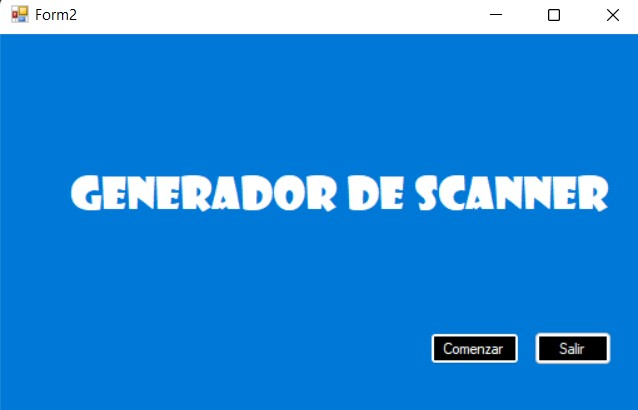 Form2
GENERADOR DE SCANNER
Comenzar Salir